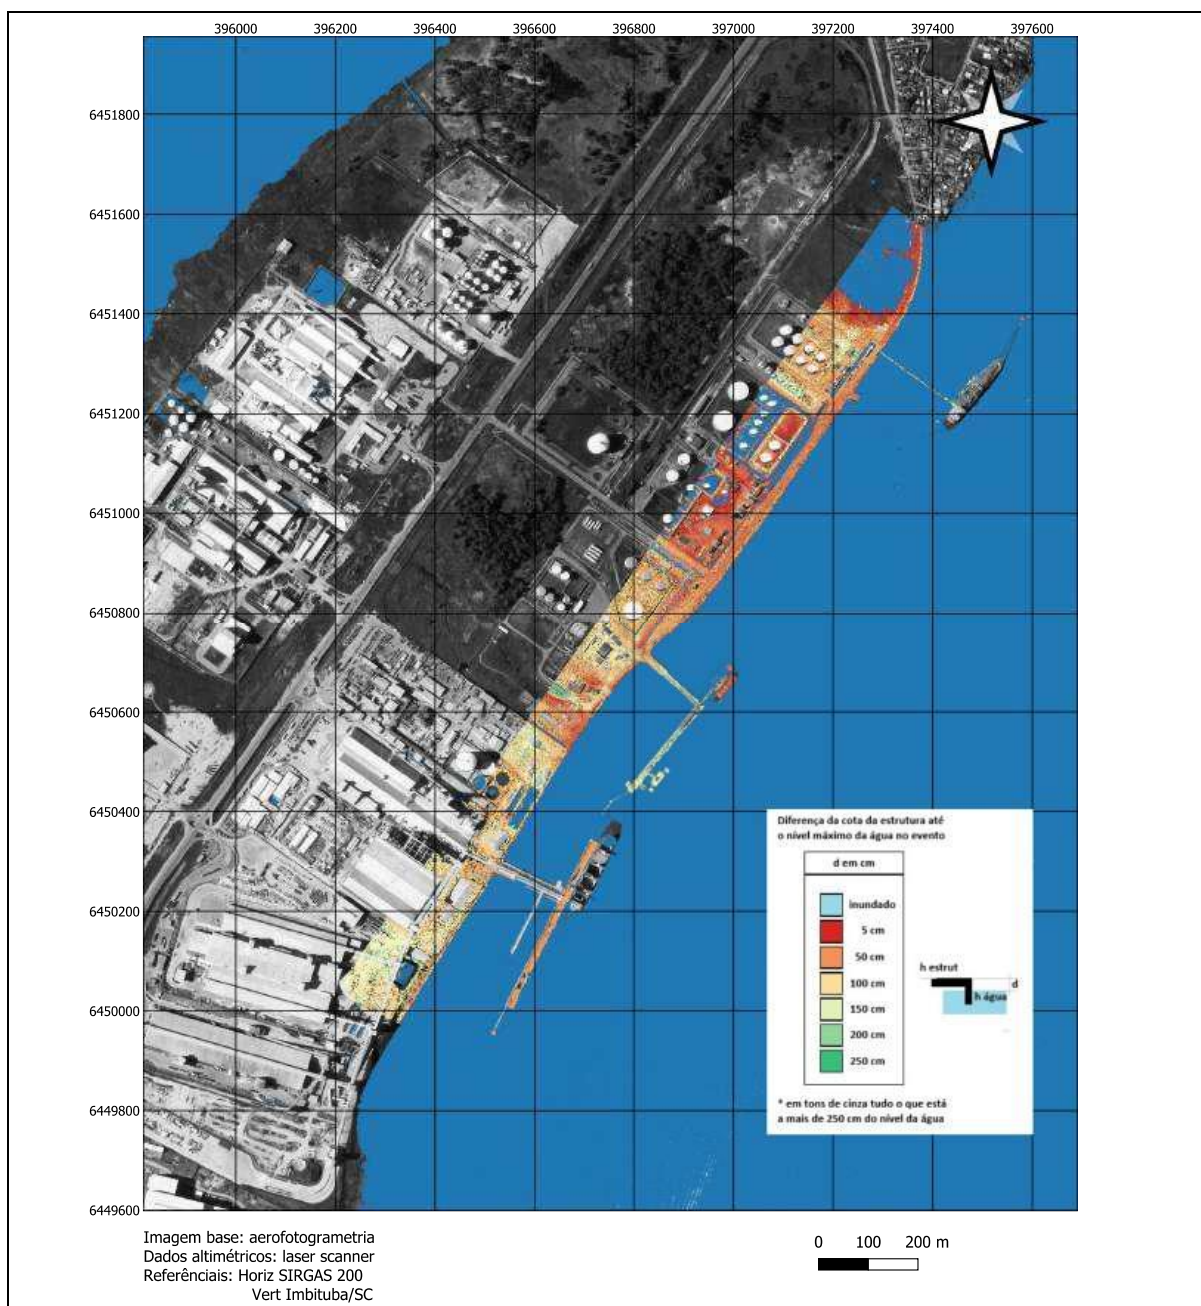 396000 396200 396400 396600 396800 397000 397200 397400 397600
6451800
6451600
6451400
6451200
6451000
6450800
6450600
6450400
6450200
6450000
6449800
6449600
Diferença da cota da estrutura até
o nível máximo da água no evento
d em cm
inundado
5 cm
50 cm
100 cm
150 cm
200 cm
250 cm
h estrut
d
h água
* em tons de cinza tudo o que está
a mais de 250 cm do nível da água
Imagem base: aerofotogrametria
Dados altimétricos: laser scanner
Referênciais: Horiz SIRGAS 200
Vert Imbituba/SC
0 100 200 m